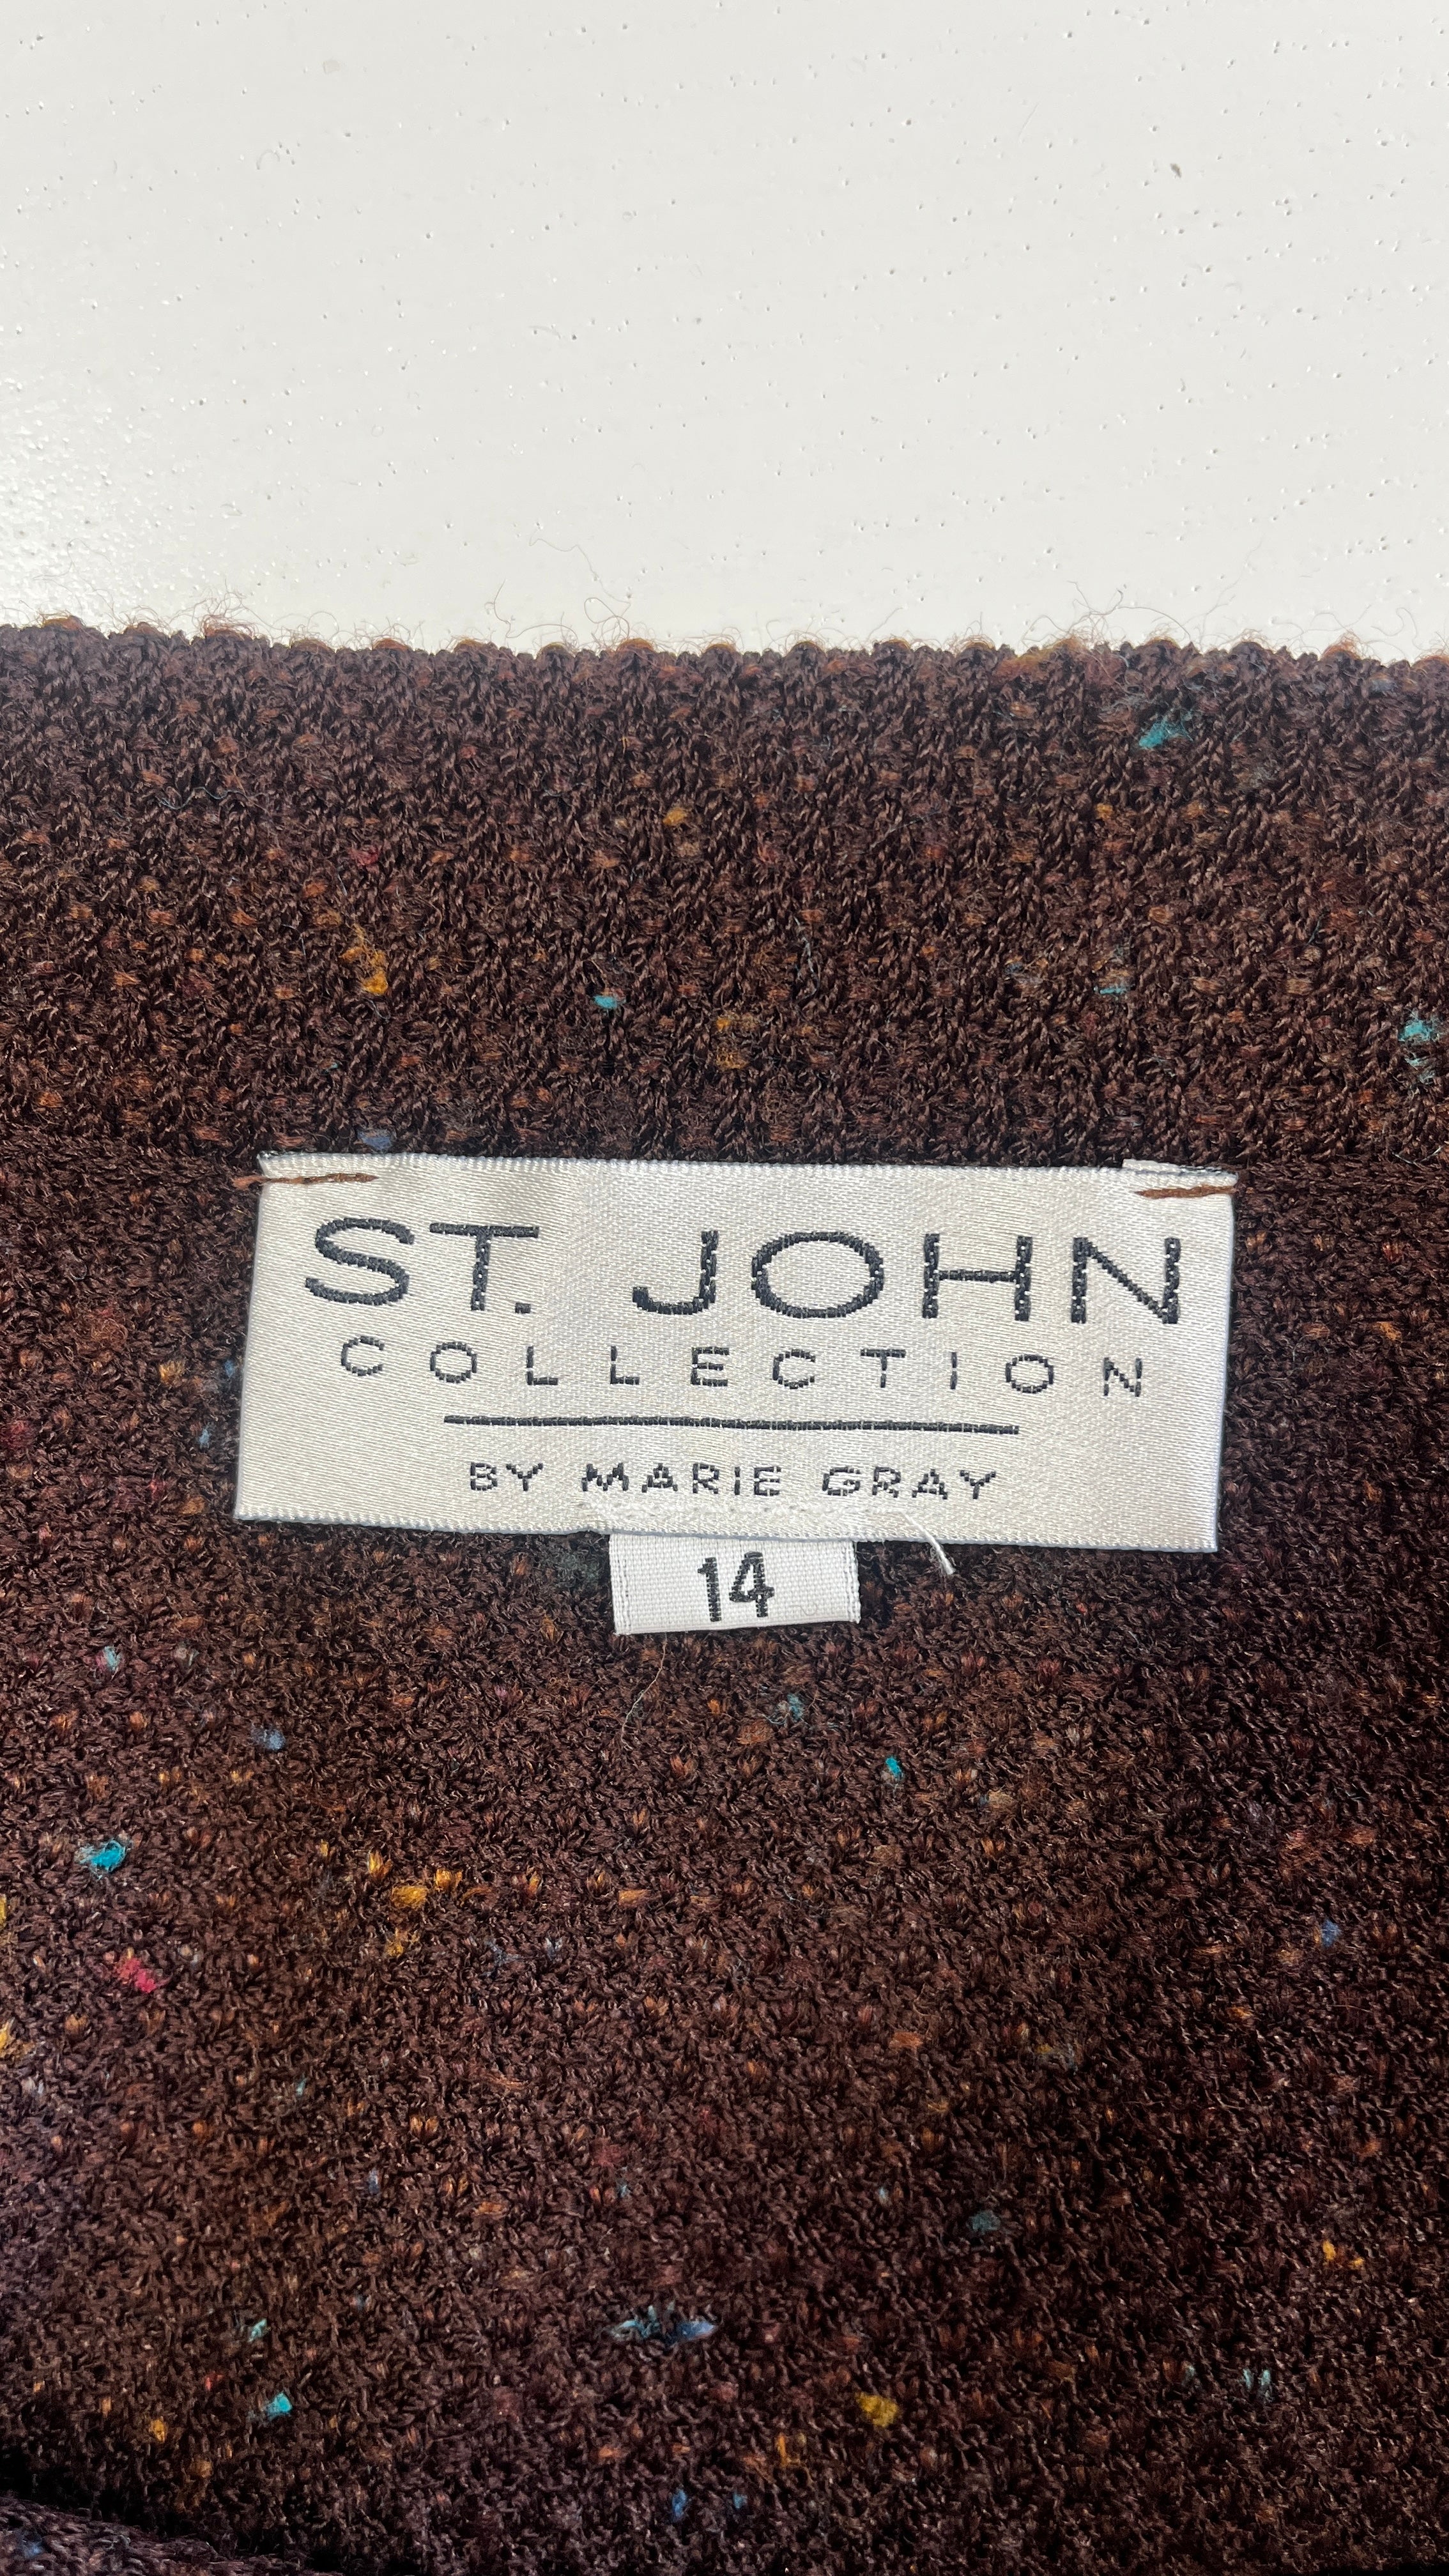 ST. JOHN
COLLECTION
BY MARIE GRAY
14